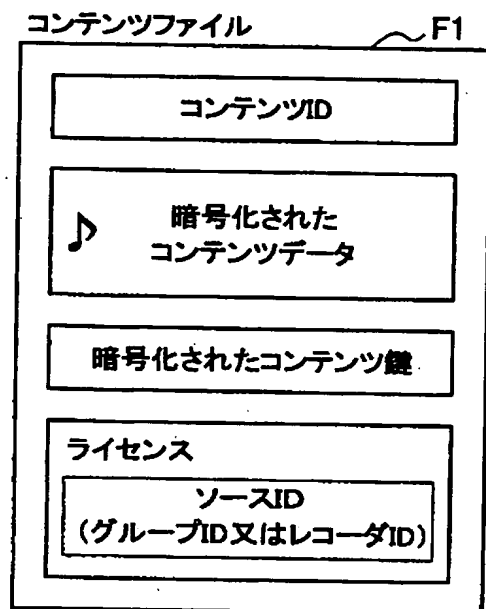 コンテンツファイル
F1
コンテンツID
暗号化された
コンテンツデータ
暗号化されたコンテンツ鍵
ライセンス
ソースID
(グループID又はレコーダID)